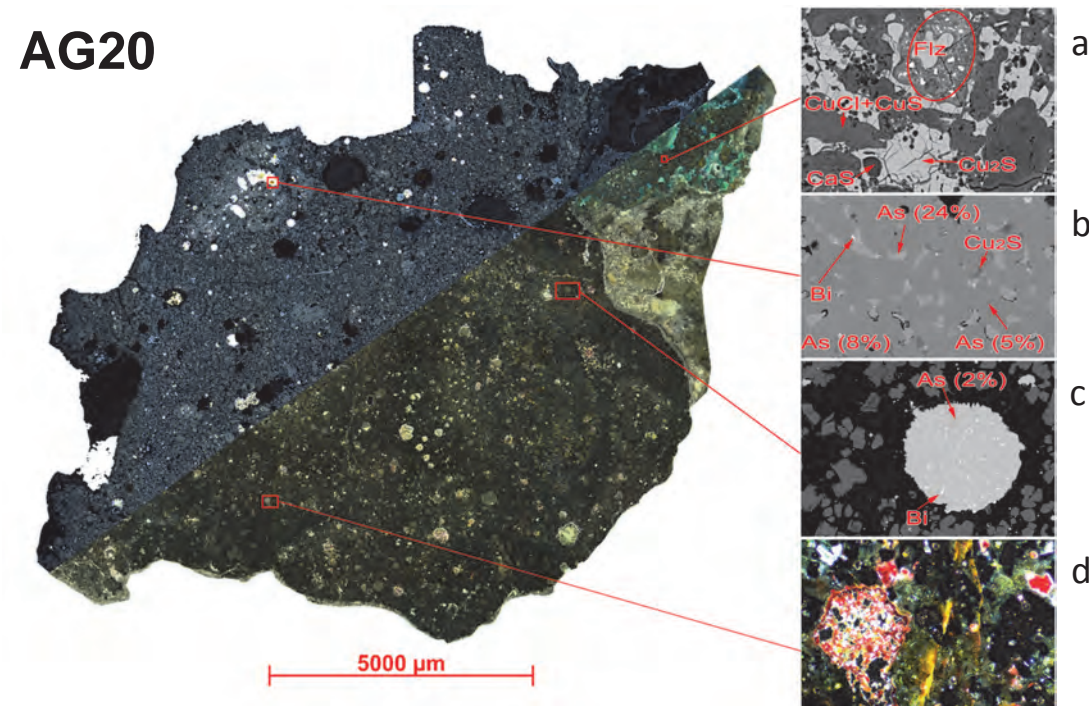 AG20
a
Flz
CuCl+CuS
Cu₂S
CaS
b
As (24%)
Cu₂S
Bi
As (8%)
As (5%)
c
As (2%)
Bi
d
5000 µm